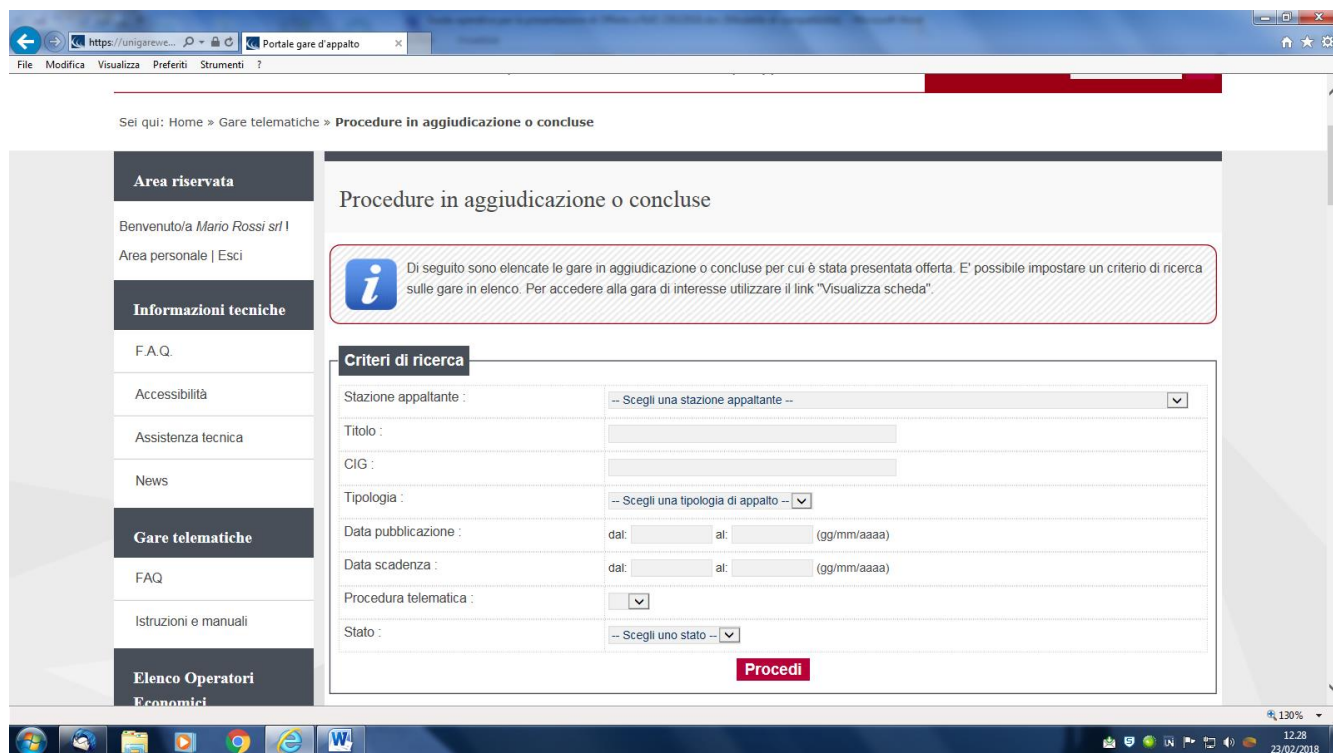 https://unigarewe...
Portale gare d'appalto
File Modifica Visualizza Preferiti Strumenti ?
Sei qui: Home » Gare telematiche » Procedure in aggiudicazione o concluse
Area riservata
Benvenuto/a Mario Rossi srl !
Area personale | Esci
Informazioni tecniche
F.A.Q.
Accessibilità
Assistenza tecnica
News
Gare telematiche
FAQ
Istruzioni e manuali
Elenco Operatori
Economici
Procedure in aggiudicazione o concluse
Di seguito sono elencate le gare in aggiudicazione o concluse per cui è stata presentata offerta. E' possibile impostare un criterio di ricerca
sulle gare in elenco. Per accedere alla gara di interesse utilizzare il link "Visualizza scheda".
Criteri di ricerca
Stazione appaltante : -- Scegli una stazione appaltante --
Titolo :
CIG :
Tipologia : -- Scegli una tipologia di appalto --
Data pubblicazione : dal: al: (gg/mm/aaaa)
Data scadenza : dal: al: (gg/mm/aaaa)
Procedura telematica :
Stato : -- Scegli uno stato --
Procedi
130%
12.28
23/02/2018